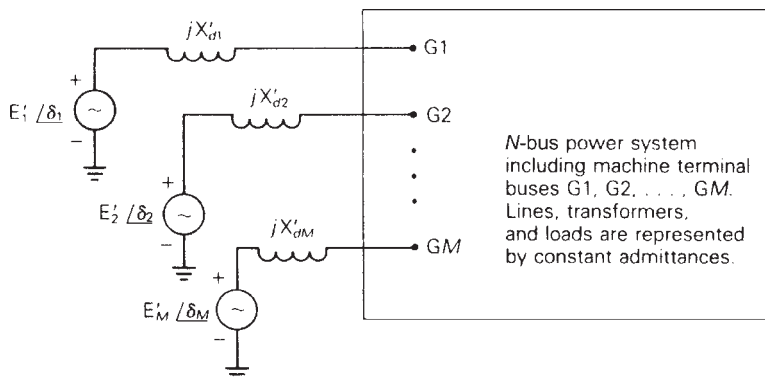 jX'd1
G1
+
E'1 /δ1
~
−
jX'd2
G2
+
E'2 /δ2
~
−
jX'dM
GM
+
E'M /δM
~
−
N-bus power system
including machine terminal
buses G1, G2, . . . , GM.
Lines, transformers,
and loads are represented
by constant admittances.